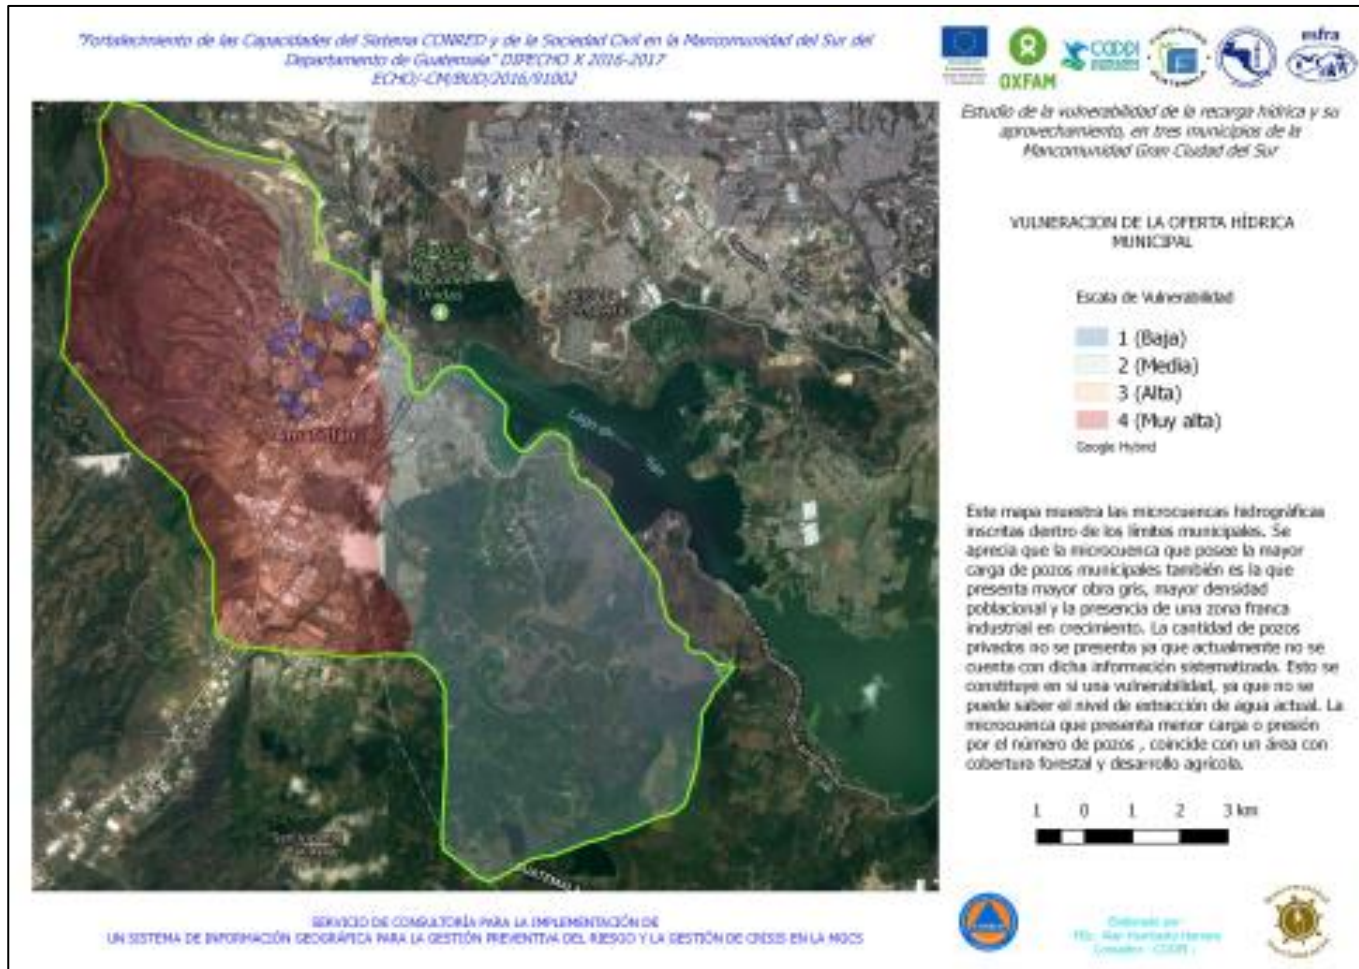 "Fortalecimiento de las Capacidades del Sistema CONRED y de la Sociedad Civil en la Mancomunidad del Sur del
Departamento de Guatemala" DIPECHO X 2016-2017
ECHO/-CM/BUD/2016/91002
OXFAM
Estudio de la vulnerabilidad de la recarga hídrica y su
aprovechamiento, en tres municipios de la
Mancomunidad Gran Ciudad del Sur
VULNERACION DE LA OFERTA HÍDRICA
MUNICIPAL
Escala de Vulnerabilidad
1 (Baja)
2 (Media)
3 (Alta)
4 (Muy alta)
Google Hybrid
Unidas
Lago de
Este mapa muestra las microcuencas hidrográficas
inscritas dentro de los límites municipales. Se
aprecia que la microcuenca que posee la mayor
carga de pozos municipales también es la que
presenta mayor obra gris, mayor densidad
poblacional y la presencia de una zona franca
industrial en crecimiento. La cantidad de pozos
privados no se presenta ya que actualmente no se
cuenta con dicha información sistematizada. Esto se
constituye en si una vulnerabilidad, ya que no se
puede saber el nivel de extracción de agua actual. La
microcuenca que presenta menor carga o presión
por el número de pozos , coincide con un área con
cobertura forestal y desarrollo agrícola.
1 0 1 2 3 km
SERVICIO DE CONSULTORÍA PARA LA IMPLEMENTACIÓN DE
UN SISTEMA DE INFORMACIÓN GEOGRÁFICA PARA LA GESTIÓN PREVENTIVA DEL RIESGO Y LA GESTIÓN DE CRISIS EN LA MGCS
Elaborado por